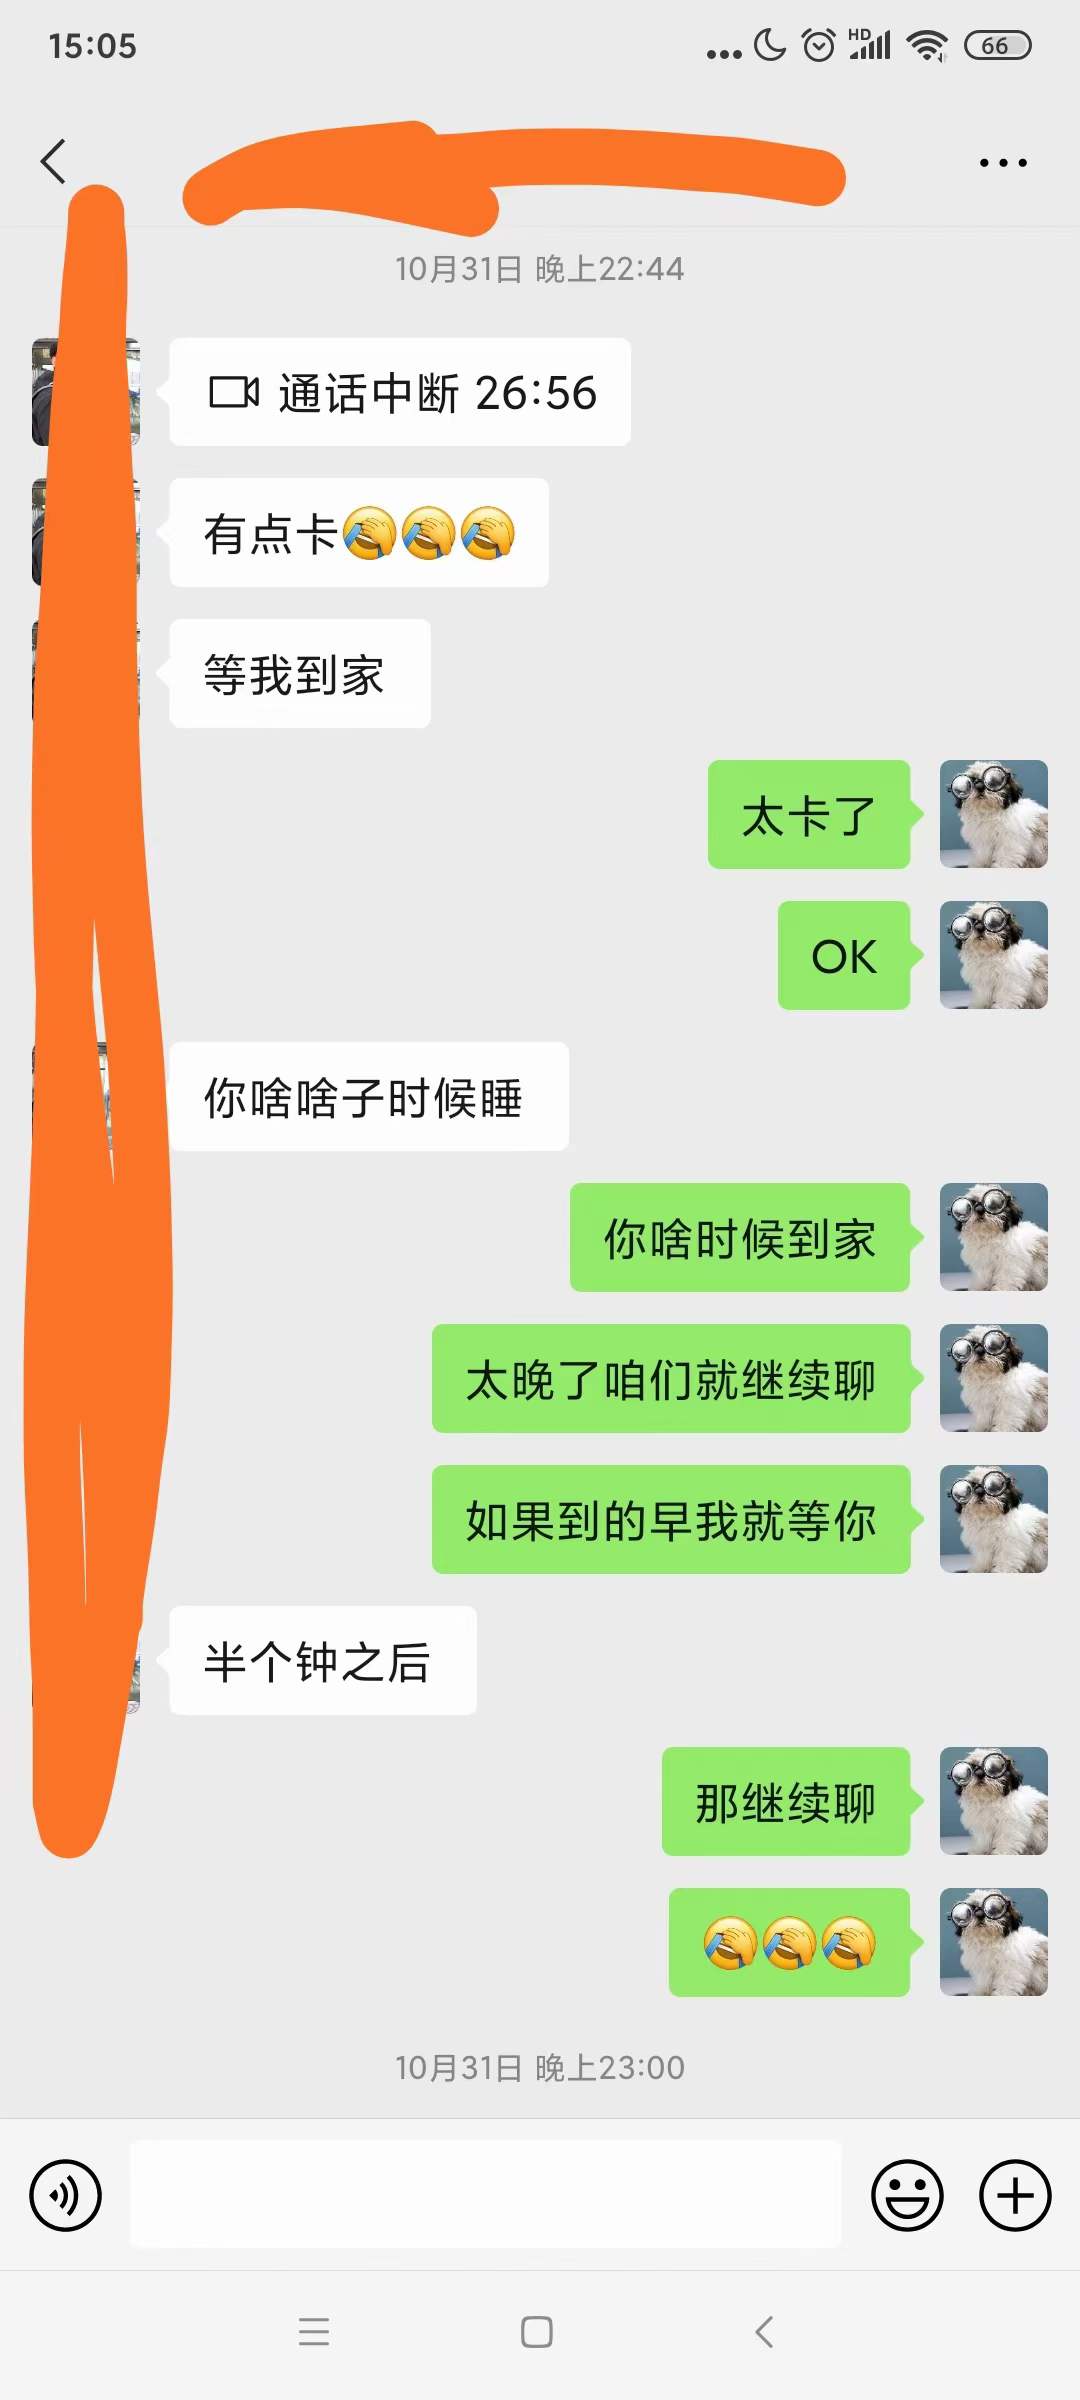 15:05
HD
66
10月31日 晚上22:44
通话中断 26:56
有点卡🤦🤦🤦
等我到家
太卡了
OK
你啥啥子时候睡
你啥时候到家
太晚了咱们就继续聊
如果到的早我就等你
半个钟之后
那继续聊
🤦🤦🤦
10月31日 晚上23:00